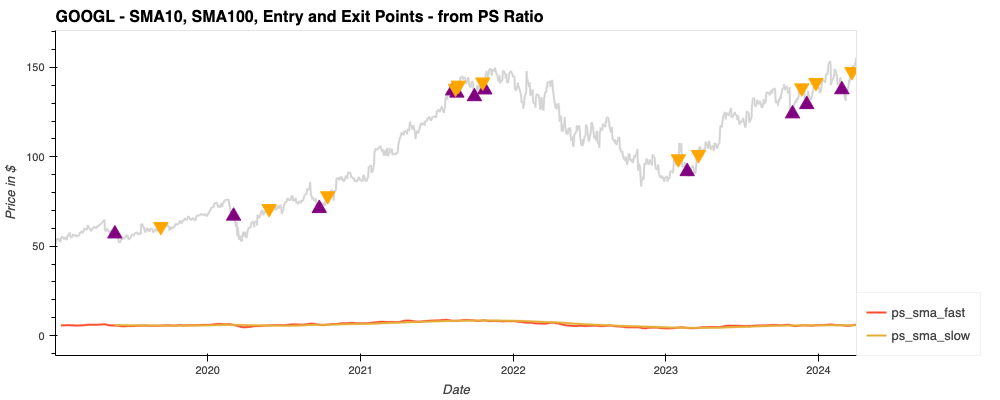 GOOGL - SMA10, SMA100, Entry and Exit Points - from PS Ratio
Price in $
150
100
50
0
2020 2021 2022 2023 2024
Date
ps_sma_fast
ps_sma_slow